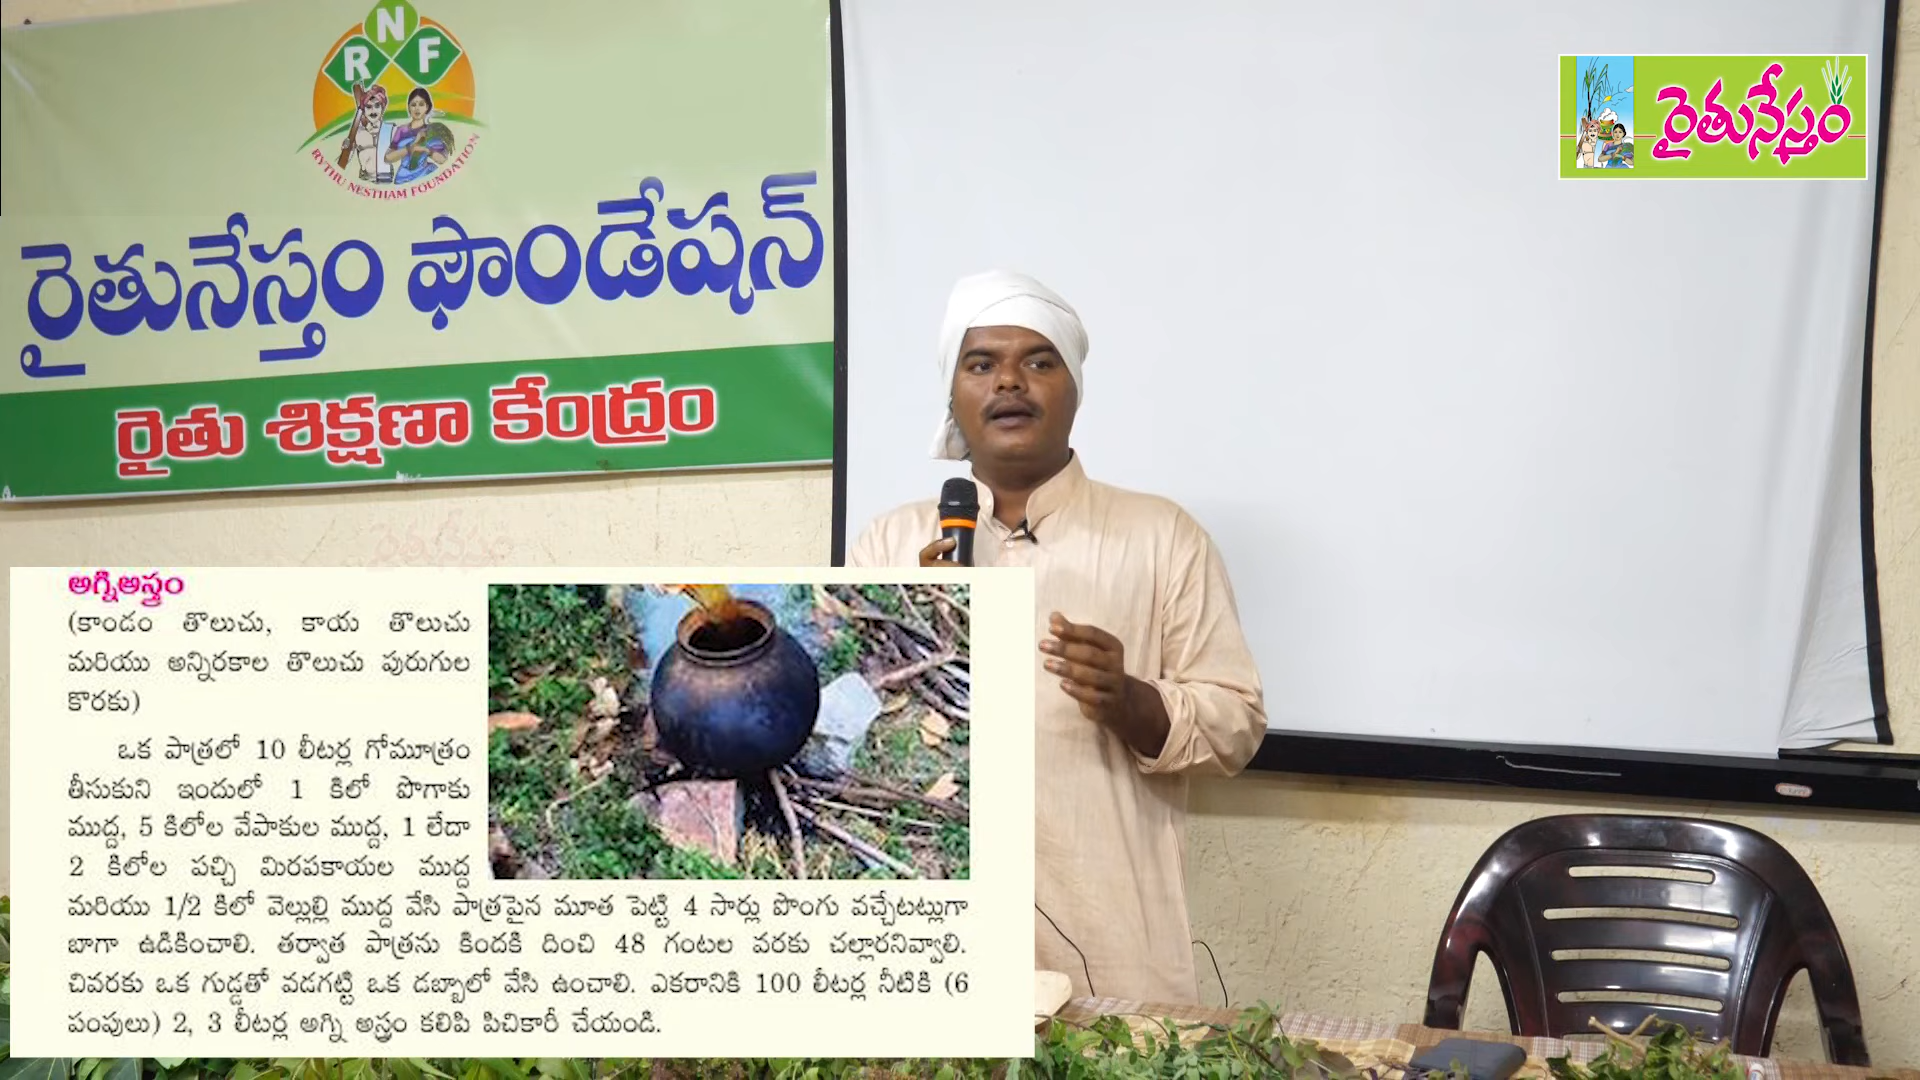 RNF
RYTHU NESTHAM FOUNDATION
రైతునేస్తం ఫౌండేషన్
రైతు శిక్షణా కేంద్రం
రైతునేస్తం
అగ్నిఅస్త్రం
(కాండం తొలుచు, కాయ తొలుచు
మరియు అన్నిరకాల తొలుచు పురుగుల
కొరకు)
ఒక పాత్రలో 10 లీటర్ల గోమూత్రం
తీసుకుని ఇందులో 1 కిలో పొగాకు
ముద్ద, 5 కిలోల వేపాకుల ముద్ద, 1 లేదా
2 కిలోల పచ్చి మిరపకాయల ముద్ద
మరియు 1/2 కిలో వెల్లుల్లి ముద్ద వేసి పాత్రపైన మూత పెట్టి 4 సార్లు పొంగు వచ్చేటట్లుగా
బాగా ఉడికించాలి. తర్వాత పాత్రను కిందకి దించి 48 గంటల వరకు చల్లారనివ్వాలి.
చివరకు ఒక గుడ్డతో వడగట్టి ఒక డబ్బాలో వేసి ఉంచాలి. ఎకరానికి 100 లీటర్ల నీటికి (6
పంపులు) 2, 3 లీటర్ల అగ్ని అస్త్రం కలిపి పిచికారీ చేయండి.